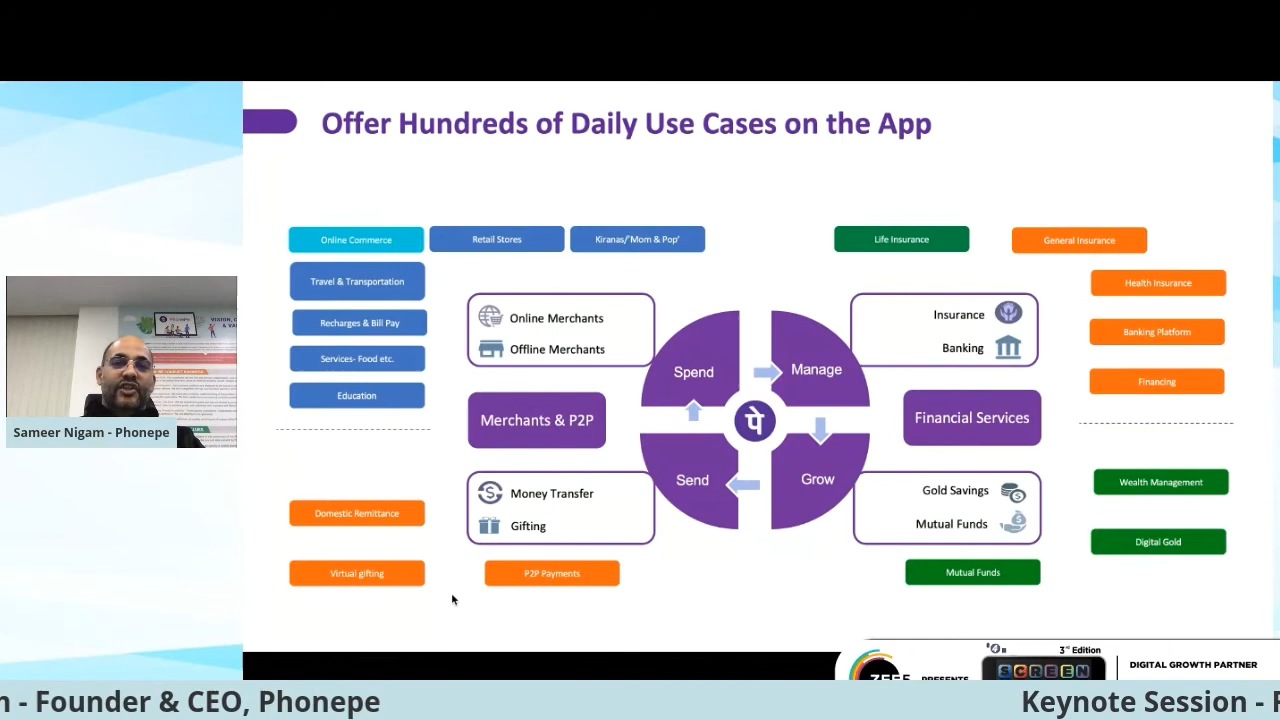 Offer Hundreds of Daily Use Cases on the App
Online Commerce
Retail Stores
Kiranas/'Mom & Pop'
Life Insurance
General Insurance
Travel & Transportation
Recharges & Bill Pay
Services- Food etc.
Education
Online Merchants
Offline Merchants
Merchants & P2P
Money Transfer
Gifting
Domestic Remittance
Virtual gifting
P2P Payments
Spend
Manage
पे
Send
Grow
Insurance
Banking
Financial Services
Gold Savings
Mutual Funds
Mutual Funds
Health Insurance
Banking Platform
Financing
Wealth Management
Digital Gold
Sameer Nigam - Phonepe
3rd Edition
ZEE5
PRESENTS
SCREEN
DIGITAL GROWTH PARTNER
- Founder & CEO, Phonepe
Keynote Session -